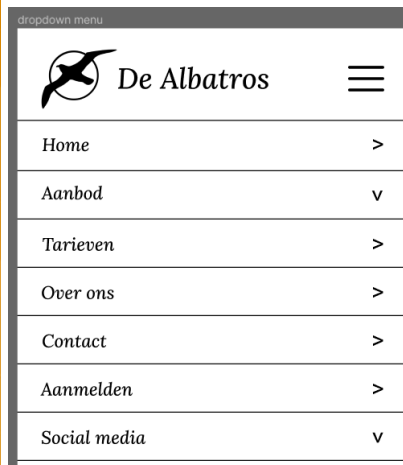 dropdown menu
De Albatros
Home >
Aanbod v
Tarieven >
Over ons >
Contact >
Aanmelden >
Social media v